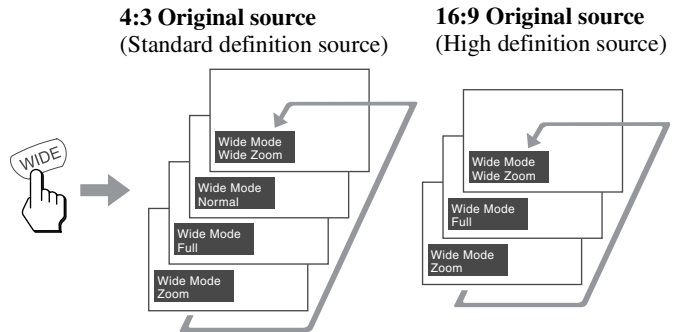 4:3 Original source
(Standard definition source)
16:9 Original source
(High definition source)
WIDE
Wide Mode
Wide Zoom
Wide Mode
Normal
Wide Mode
Full
Wide Mode
Zoom
Wide Mode
Wide Zoom
Wide Mode
Full
Wide Mode
Zoom